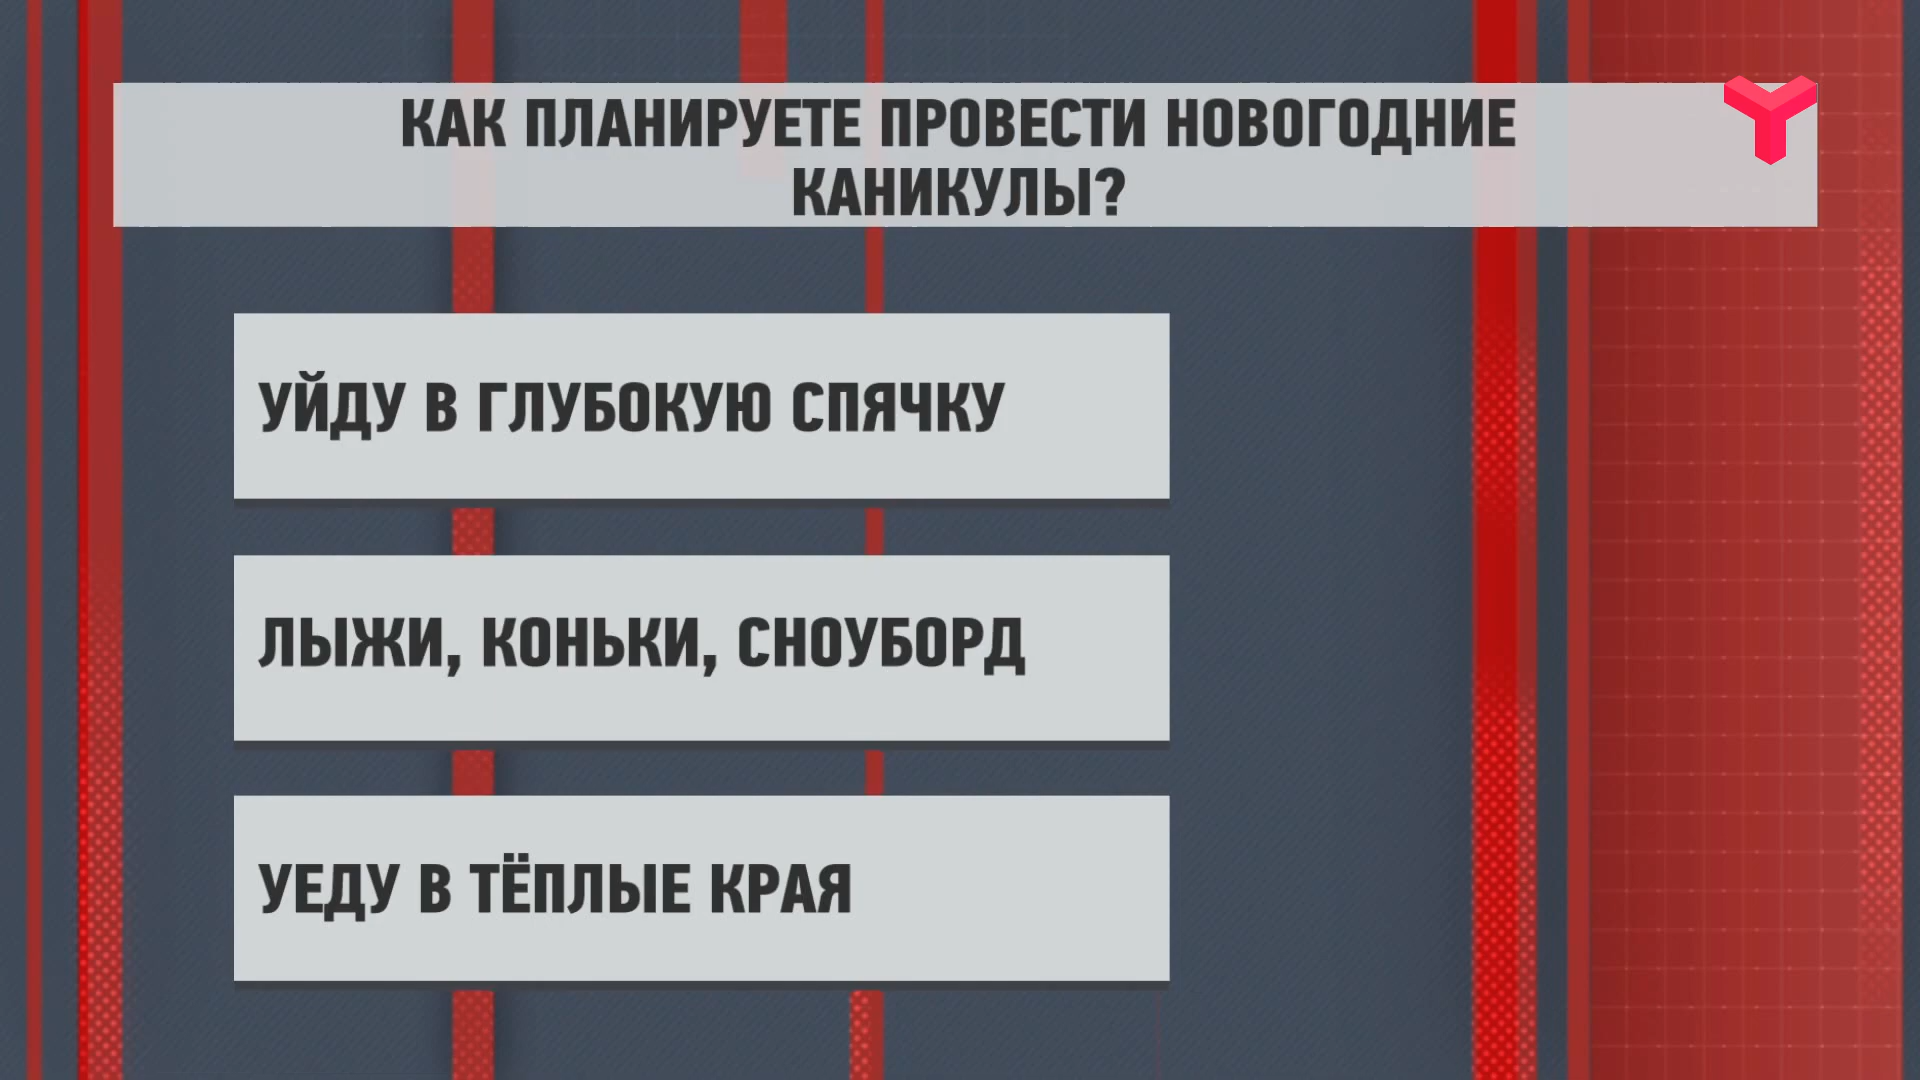 КАК ПЛАНИРУЕТЕ ПРОВЕСТИ НОВОГОДНИЕ
КАНИКУЛЫ?
УЙДУ В ГЛУБОКУЮ СПЯЧКУ
ЛЫЖИ, КОНЬКИ, СНОУБОРД
УЕДУ В ТЁПЛЫЕ КРАЯ